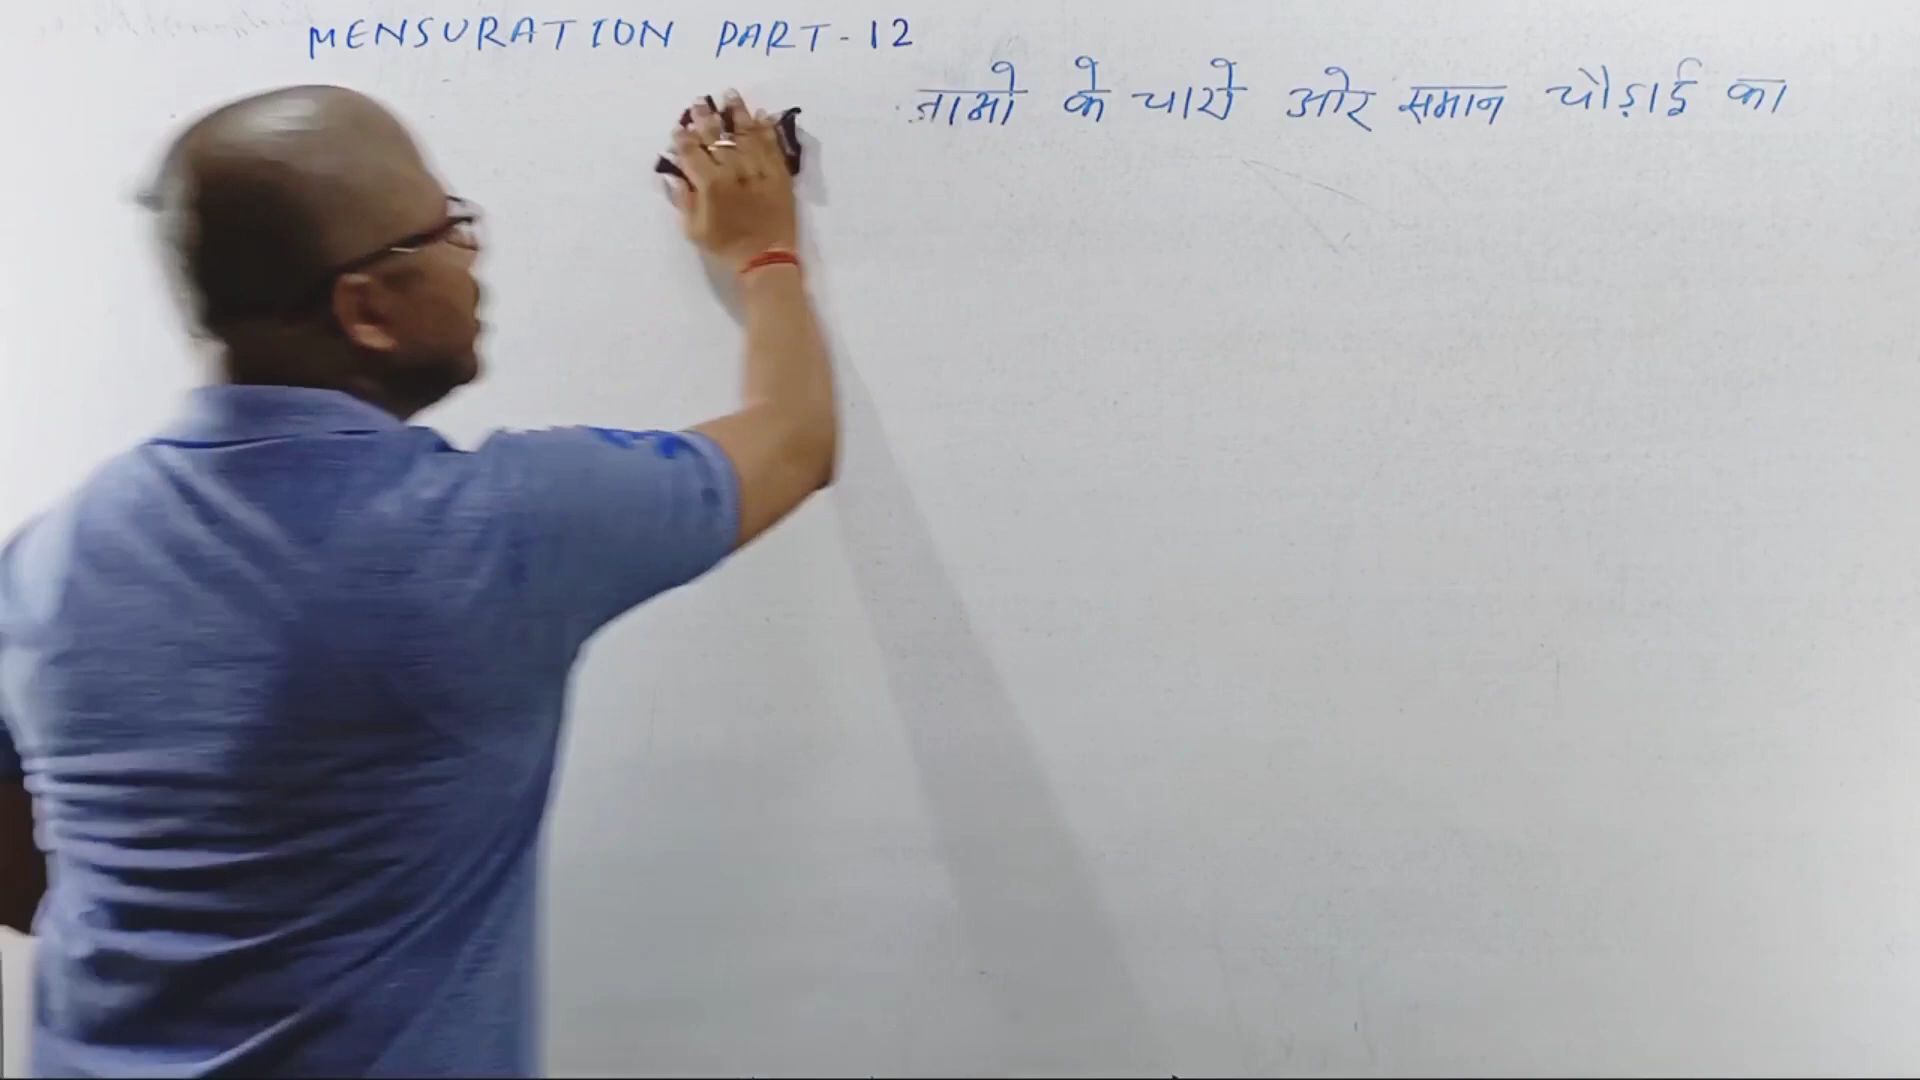 MENSURATION PART-12
के चारो ओर समान चौड़ाई का